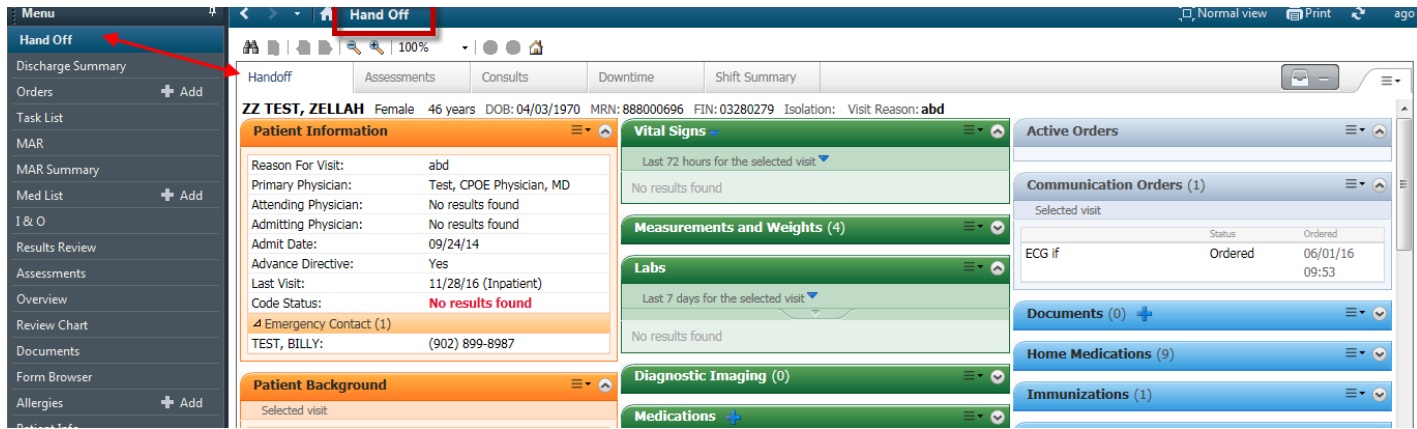 Menu
Hand Off
Normal view
Print
ago
Hand Off
Discharge Summary
Orders
Add
Task List
MAR
MAR Summary
Med List
Add
I & O
Results Review
Assessments
Overview
Review Chart
Documents
Form Browser
Allergies
Add
Patient Info
100%
Handoff
Assessments
Consults
Downtime
Shift Summary
ZZ TEST, ZELLAH Female 46 years DOB: 04/03/1970 MRN: 888000696 FIN: 03280279 Isolation: Visit Reason: abd
Patient Information
Reason For Visit: abd
Primary Physician: Test, CPOE Physician, MD
Attending Physician: No results found
Admitting Physician: No results found
Admit Date: 09/24/14
Advance Directive: Yes
Last Visit: 11/28/16 (Inpatient)
Code Status: No results found
Emergency Contact (1)
TEST, BILLY: (902) 899-8987
Patient Background
Selected visit
Vital Signs
Last 72 hours for the selected visit
No results found
Measurements and Weights (4)
Labs
Last 7 days for the selected visit
No results found
Diagnostic Imaging (0)
Medications
Active Orders
Communication Orders (1)
Selected visit
Status Ordered
ECG if Ordered 06/01/16
09:53
Documents (0)
Home Medications (9)
Immunizations (1)